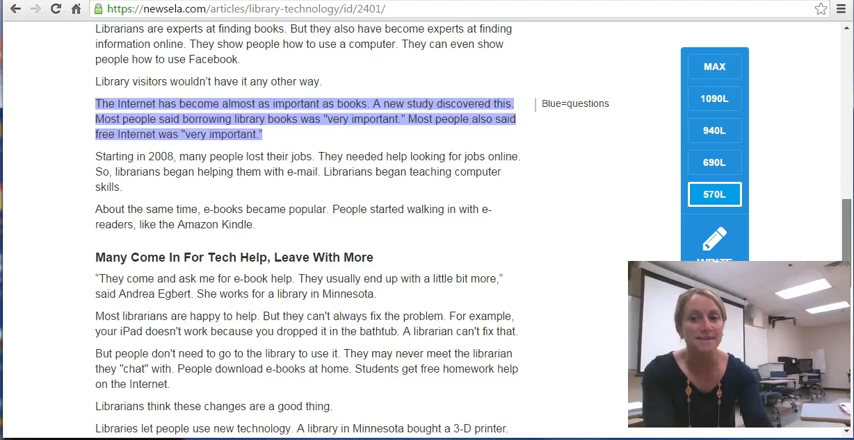 https://newsela.com/articles/library-technology/id/2401/
Librarians are experts at finding books. But they also have become experts at finding
information online. They show people how to use a computer. They can even show
people how to use Facebook.
Library visitors wouldn't have it any other way.
The Internet has become almost as important as books. A new study discovered this.
Most people said borrowing library books was "very important." Most people also said
free Internet was "very important."
Blue=questions
Starting in 2008, many people lost their jobs. They needed help looking for jobs online.
So, librarians began helping them with e-mail. Librarians began teaching computer
skills.
About the same time, e-books became popular. People started walking in with e-
readers, like the Amazon Kindle.
Many Come In For Tech Help, Leave With More
"They come and ask me for e-book help. They usually end up with a little bit more,"
said Andrea Egbert. She works for a library in Minnesota.
Most librarians are happy to help. But they can't always fix the problem. For example,
your iPad doesn't work because you dropped it in the bathtub. A librarian can't fix that.
But people don't need to go to the library to use it. They may never meet the librarian
they "chat" with. People download e-books at home. Students get free homework help
on the Internet.
Librarians think these changes are a good thing.
Libraries let people use new technology. A library in Minnesota bought a 3-D printer.
MAX
1090L
940L
690L
570L
WRITE